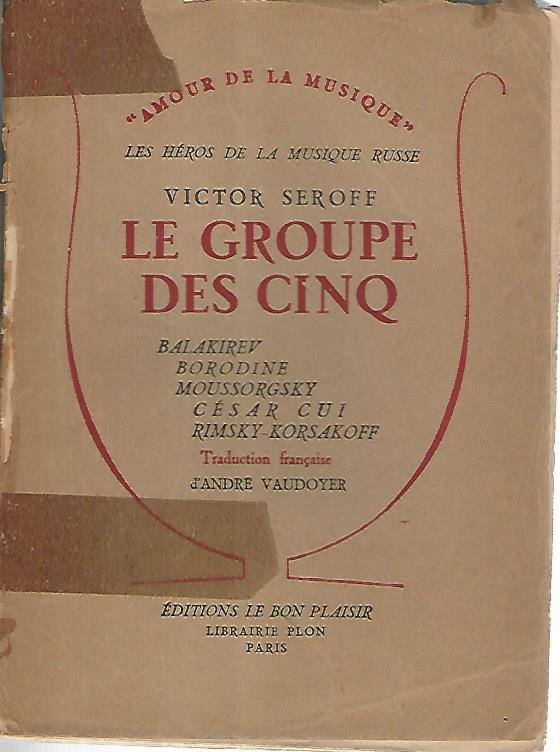 "AMOUR DE LA MUSIQUE"
LES HÉROS DE LA MUSIQUE RUSSE
VICTOR SEROFF
LE GROUPE
DES CINQ
BALAKIREV
BORODINE
MOUSSORGSKY
CÉSAR CUI
RIMSKY-KORSAKOFF
Traduction française
d'ANDRÉ VAUDOYER
ÉDITIONS LE BON PLAISIR
LIBRAIRIE PLON
PARIS